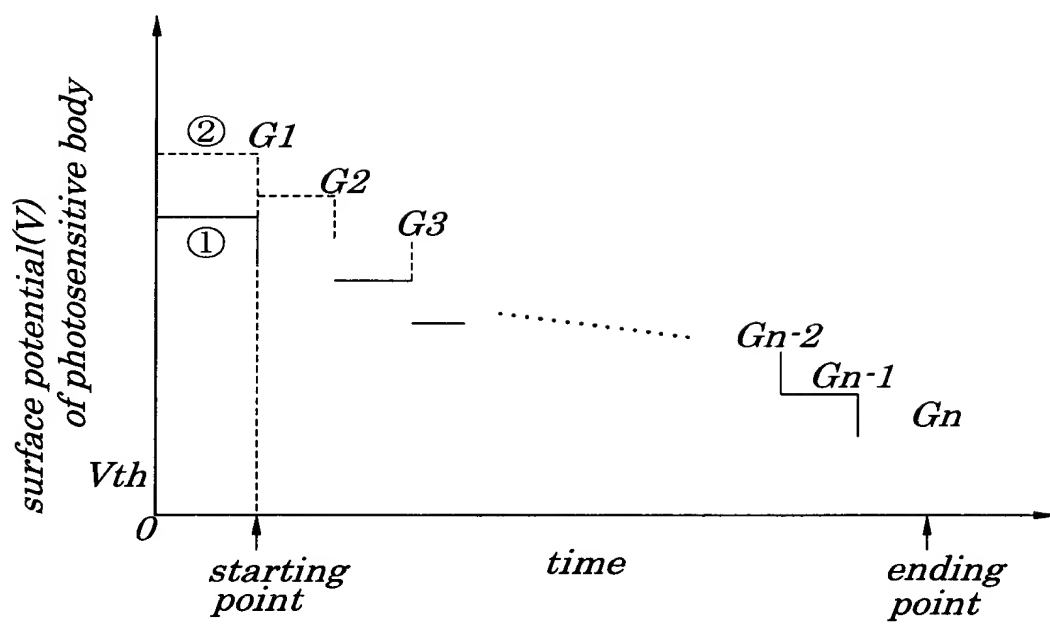 surface potential(V)
of photosensitive body
② G1
G2
① G3
Gn-2
Gn-1
Gn
Vth
0
starting
point
time
ending
point